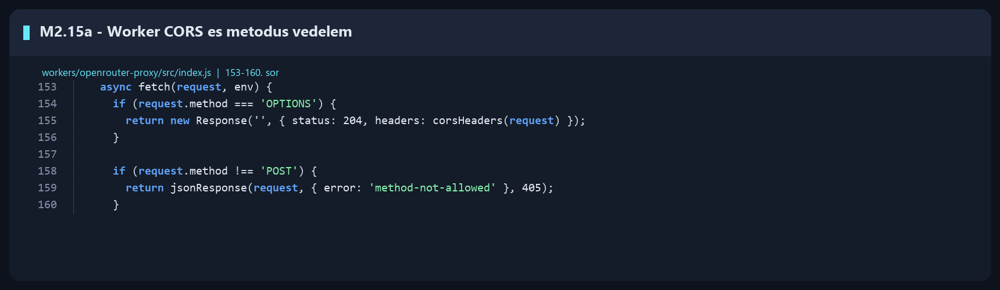 M2.15a - Worker CORS es metodus vedelem
workers/openrouter-proxy/src/index.js | 153-160. sor
153 async fetch(request, env) {
154 if (request.method === 'OPTIONS') {
155 return new Response('', { status: 204, headers: corsHeaders(request) });
156 }
157
158 if (request.method !== 'POST') {
159 return jsonResponse(request, { error: 'method-not-allowed' }, 405);
160 }